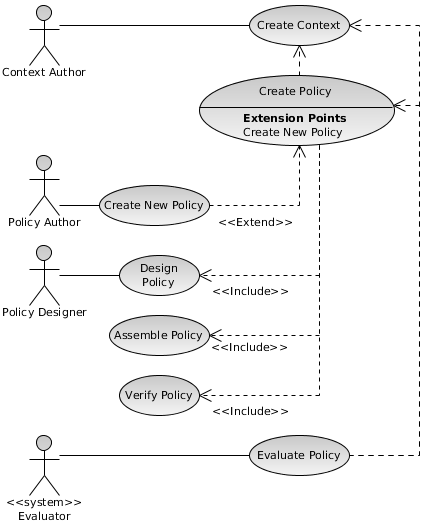 Create Context
Context Author
Create Policy
Extension Points
Create New Policy
Create New Policy
Policy Author
<<Extend>>
Design
Policy
Policy Designer
<<Include>>
Assemble Policy
<<Include>>
Verify Policy
<<Include>>
Evaluate Policy
<<system>>
Evaluator